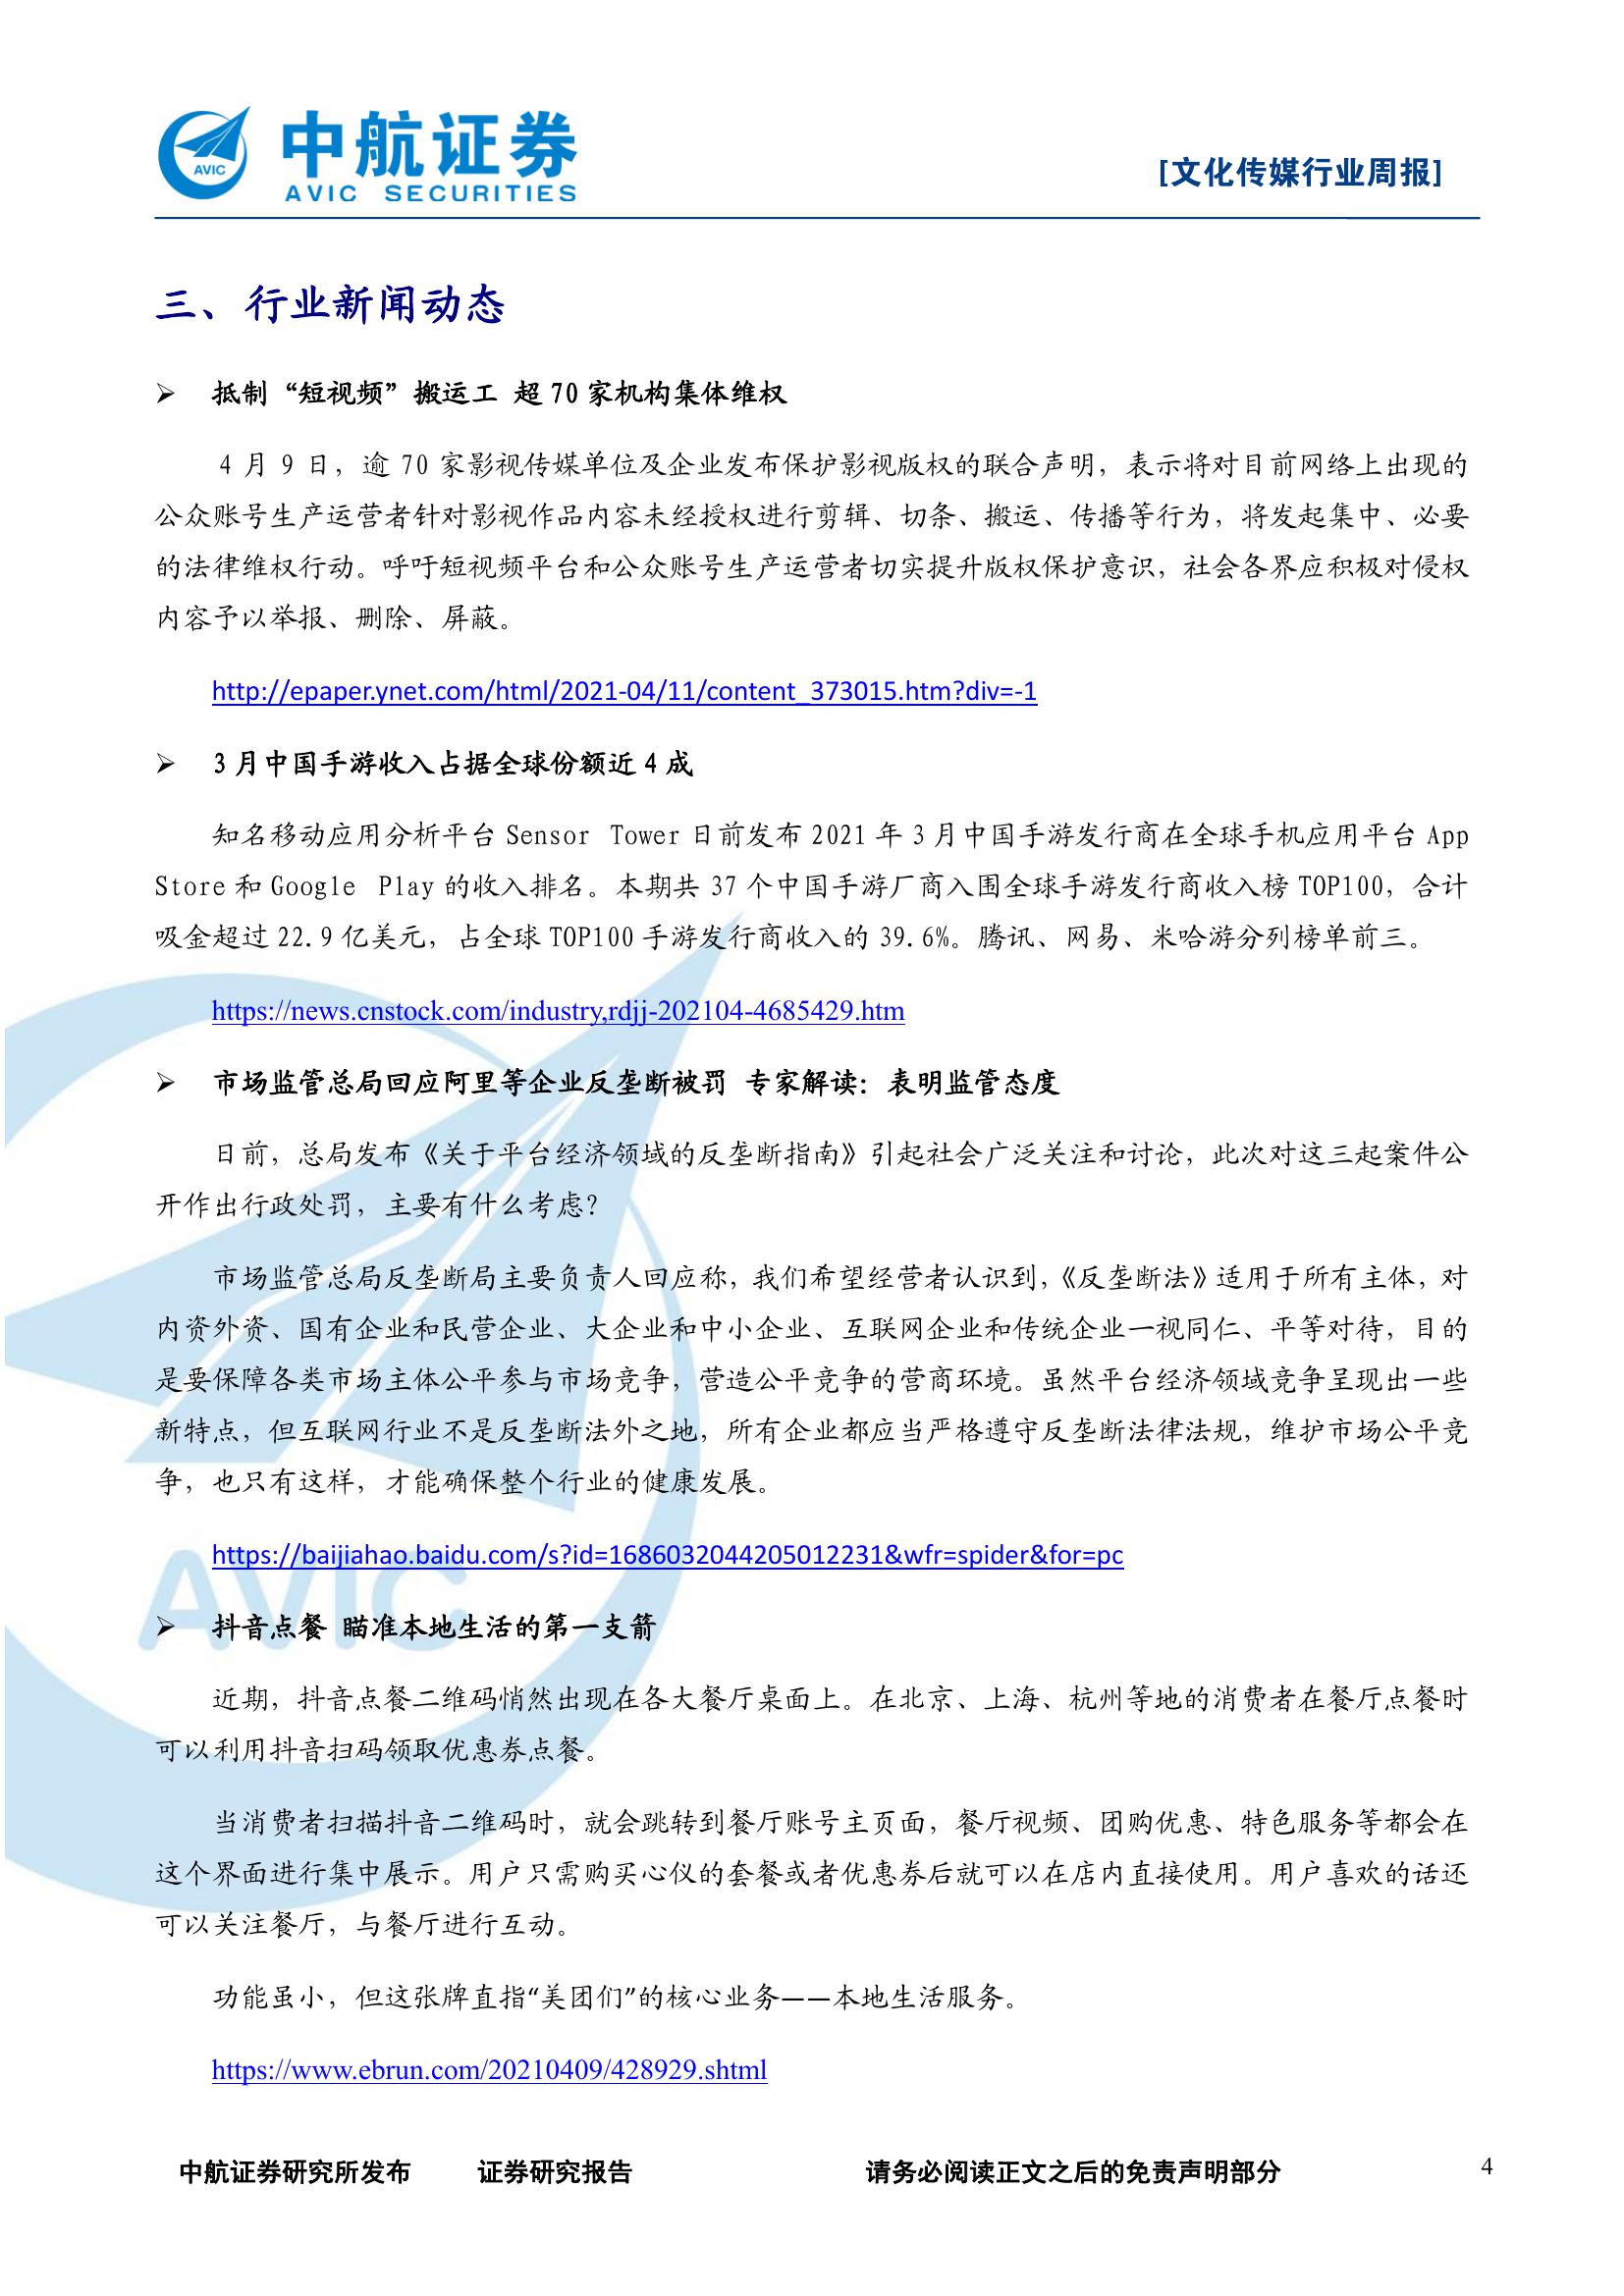 AVIC
中航证券
AVIC SECURITIES
[文化传媒行业周报]
三、行业新闻动态
➢ 抵制“短视频”搬运工 超 70 家机构集体维权
4 月 9 日，逾 70 家影视传媒单位及企业发布保护影视版权的联合声明，表示将对目前网络上出现的
公众账号生产运营者针对影视作品内容未经授权进行剪辑、切条、搬运、传播等行为，将发起集中、必要
的法律维权行动。呼吁短视频平台和公众账号生产运营者切实提升版权保护意识，社会各界应积极对侵权
内容予以举报、删除、屏蔽。
http://epaper.ynet.com/html/2021-04/11/content_373015.htm?div=-1
➢ 3 月中国手游收入占据全球份额近 4 成
知名移动应用分析平台 Sensor Tower 日前发布 2021 年 3 月中国手游发行商在全球手机应用平台 App
Store 和 Google Play 的收入排名。本期共 37 个中国手游厂商入围全球手游发行商收入榜 TOP100，合计
吸金超过 22.9 亿美元，占全球 TOP100 手游发行商收入的 39.6%。腾讯、网易、米哈游分列榜单前三。
https://news.cnstock.com/industry,rdjj-202104-4685429.htm
➢ 市场监管总局回应阿里等企业反垄断被罚 专家解读：表明监管态度
日前，总局发布《关于平台经济领域的反垄断指南》引起社会广泛关注和讨论，此次对这三起案件公
开作出行政处罚，主要有什么考虑？
市场监管总局反垄断局主要负责人回应称，我们希望经营者认识到，《反垄断法》适用于所有主体，对
内资外资、国有企业和民营企业、大企业和中小企业、互联网企业和传统企业一视同仁、平等对待，目的
是要保障各类市场主体公平参与市场竞争，营造公平竞争的营商环境。虽然平台经济领域竞争呈现出一些
新特点，但互联网行业不是反垄断法外之地，所有企业都应当严格遵守反垄断法律法规，维护市场公平竞
争，也只有这样，才能确保整个行业的健康发展。
https://baijiahao.baidu.com/s?id=1686032044205012231&wfr=spider&for=pc
AVIC
➢ 抖音点餐 瞄准本地生活的第一支箭
近期，抖音点餐二维码悄然出现在各大餐厅桌面上。在北京、上海、杭州等地的消费者在餐厅点餐时
可以利用抖音扫码领取优惠券点餐。
当消费者扫描抖音二维码时，就会跳转到餐厅账号主页面，餐厅视频、团购优惠、特色服务等都会在
这个界面进行集中展示。用户只需购买心仪的套餐或者优惠券后就可以在店内直接使用。用户喜欢的话还
可以关注餐厅，与餐厅进行互动。
功能虽小，但这张牌直指“美团们”的核心业务——本地生活服务。
https://www.ebrun.com/20210409/428929.shtml
中航证券研究所发布 证券研究报告 请务必阅读正文之后的免责声明部分 4